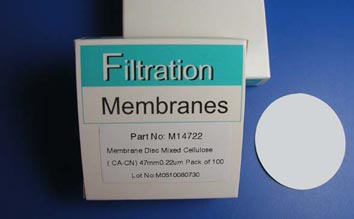 Filtration
Membranes
Part No: M14722
Membrane Disc Mixed Cellulose
( CA-CN) 47mm0.22um Pack of 100
Lot No:M0510080730